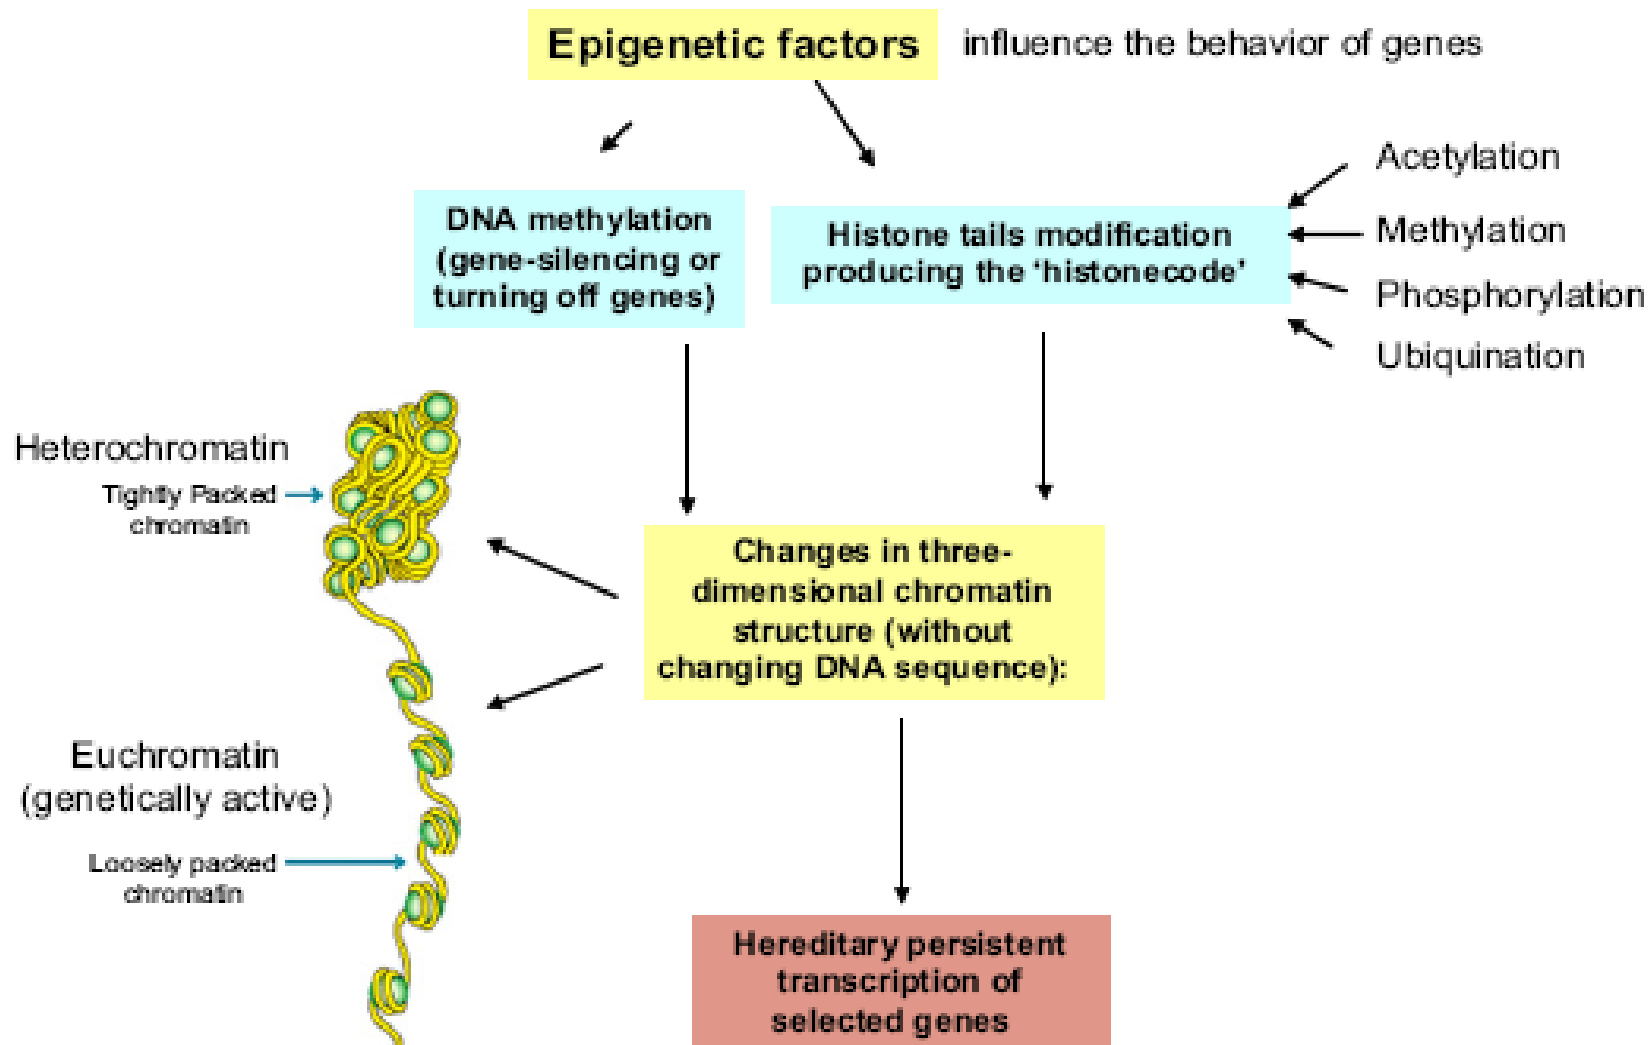 Epigenetic factors influence the behavior of genes
DNA methylation
(gene-silencing or
turning off genes)
Histone tails modification
producing the ‘histonecode’
Acetylation
Methylation
Phosphorylation
Ubiquination
Heterochromatin
Tightly Packed
chromatin
Changes in three-
dimensional chromatin
structure (without
changing DNA sequence):
Euchromatin
(genetically active)
Loosely packed
chromatin
Hereditary persistent
transcription of
selected genes